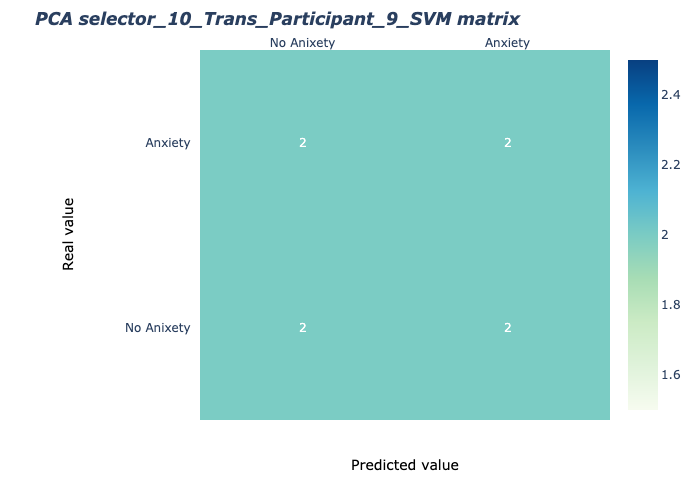 PCA selector_10_Trans_Participant_9_SVM matrix
No Anixety Anxiety
Anxiety 2 2
No Anixety 2 2
Real value
Predicted value
2.4
2.2
2
1.8
1.6